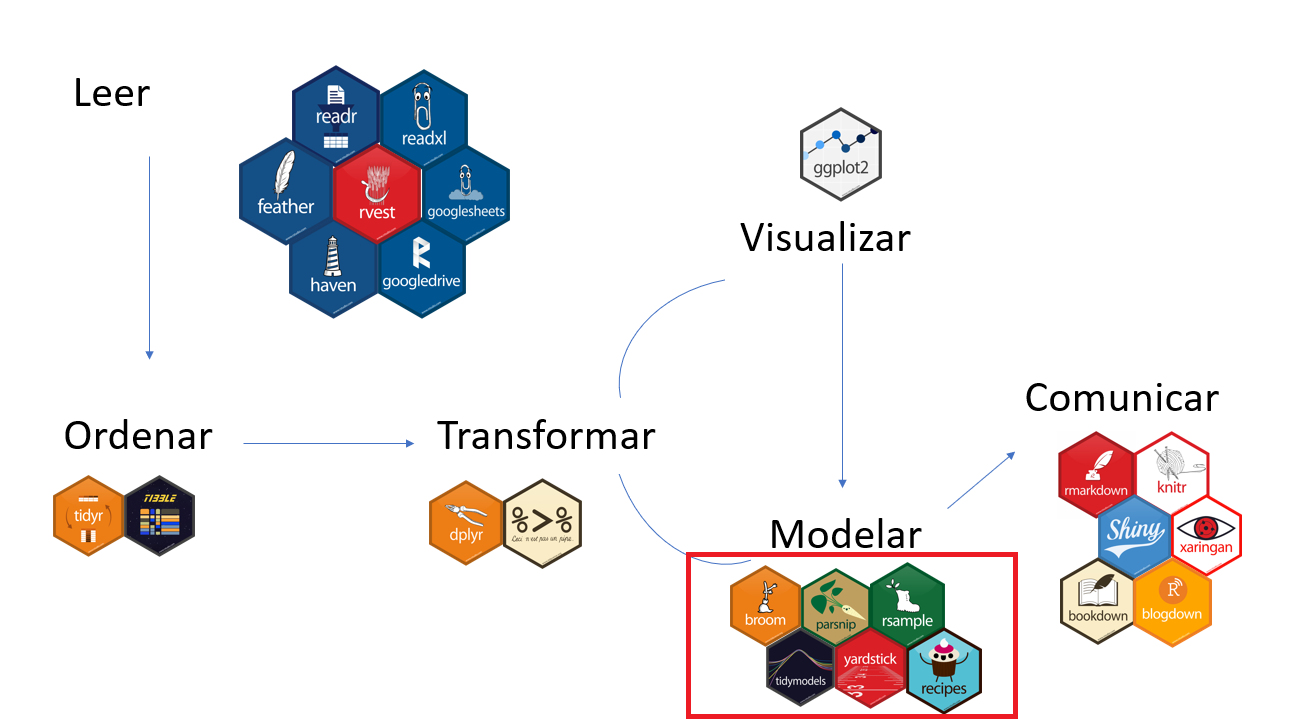 Leer
readr
readxl
feather
rvest
googlesheets
haven
googledrive
ggplot2
Visualizar
Ordenar
tidyr
TIBBLE
Transformar
dplyr
%>%
Ceci n'est pas un pipe.
Modelar
broom
parsnip
rsample
tidymodels
yardstick
recipes
Comunicar
rmarkdown
knitr
Shiny
xaringan
bookdown
R
blogdown